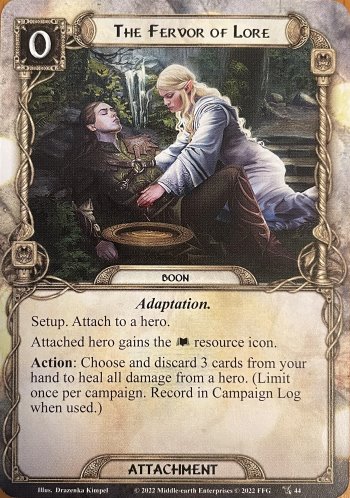 0
THE FERVOR OF LORE
BOON
Adaptation.
Setup. Attach to a hero.
Attached hero gains the resource icon.
Action: Choose and discard 3 cards from your
hand to heal all damage from a hero. (Limit
once per campaign. Record in Campaign Log
when used.)
ATTACHMENT
Illus. Drazenka Kimpel © 2022 Middle-earth Enterprises © 2022 FFG 44